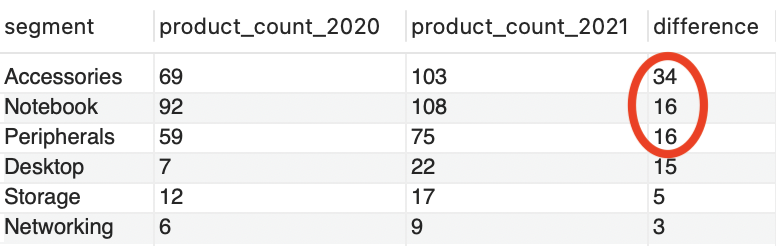 segment product_count_2020 product_count_2021 difference
Accessories 69 103 34
Notebook 92 108 16
Peripherals 59 75 16
Desktop 7 22 15
Storage 12 17 5
Networking 6 9 3